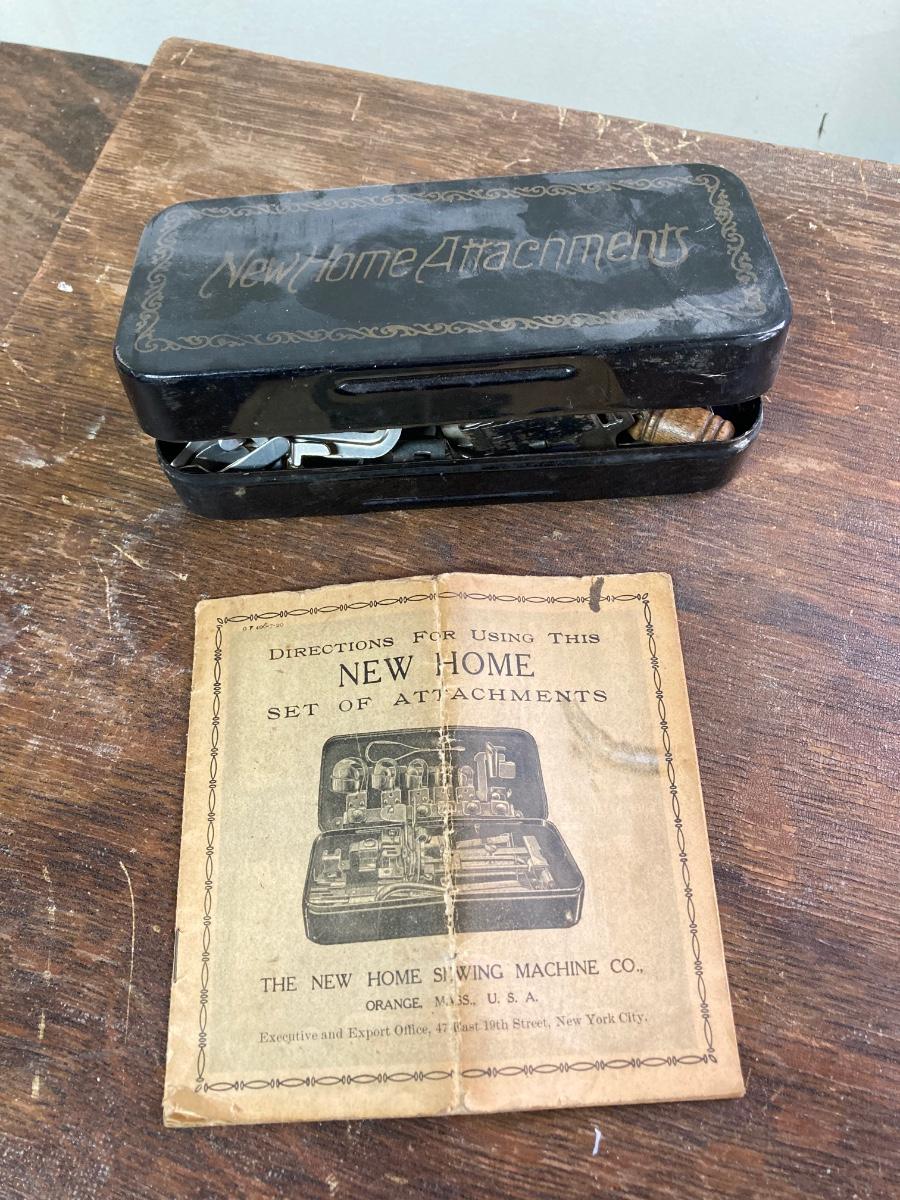 New Home Attachments
DIRECTIONS FOR USING THIS
NEW HOME
SET OF ATTACHMENTS
THE NEW HOME SEWING MACHINE CO.,
ORANGE, MASS., U. S. A.
Executive and Export Office, 47 East 19th Street, New York City.